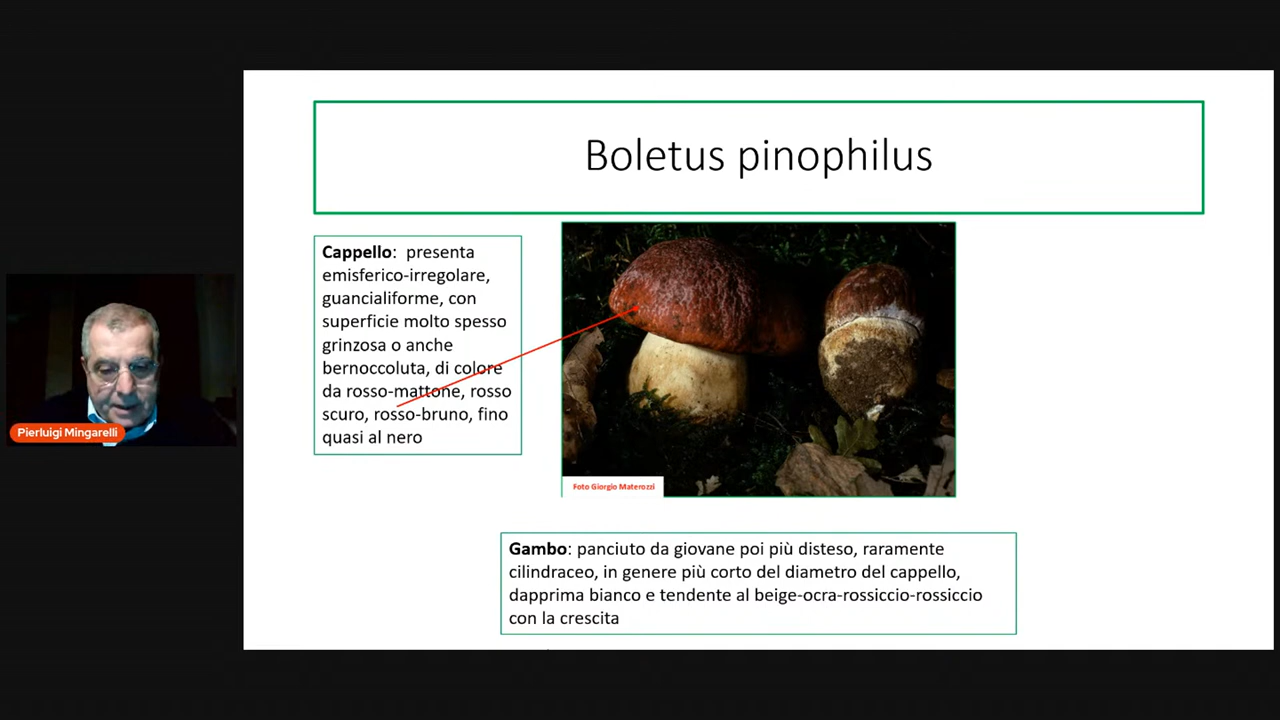 Boletus pinophilus
Cappello: presenta
emisferico-irregolare,
guancialiforme, con
superficie molto spesso
grinzosa o anche
bernoccoluta, di colore
da rosso-mattone, rosso
scuro, rosso-bruno, fino
quasi al nero
Foto Giorgio Materozzi
Pierluigi Mingarelli
Gambo: panciuto da giovane poi più disteso, raramente
cilindraceo, in genere più corto del diametro del cappello,
dapprima bianco e tendente al beige-ocra-rossiccio-rossiccio
con la crescita